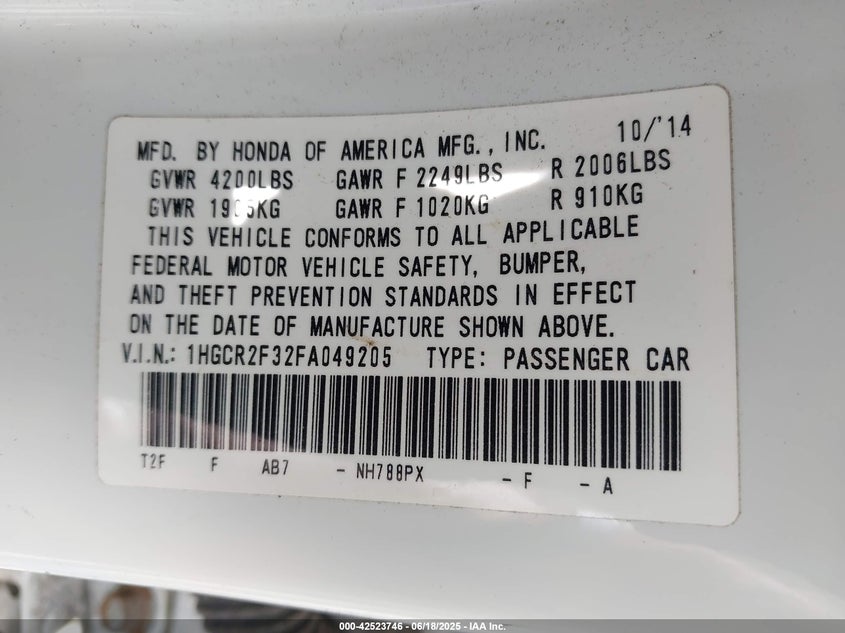 MFD. BY HONDA OF AMERICA MFG., INC. 10/'14
GVWR 4200LBS GAWR F 2249LBS R 2006LBS
GVWR GAWR F 1020KG R 910KG
THIS VEHICLE CONFORMS TO ALL APPLICABLE
FEDERAL MOTOR VEHICLE SAFETY, BUMPER,
AND THEFT PREVENTION STANDARDS IN EFFECT
ON THE DATE OF MANUFACTURE SHOWN ABOVE.
V.I.N.: 1HGCR2F32FA049205 TYPE: PASSENGER CAR
T2F F AB7 - NH788PX - F - A
000-42523746 - 06/18/2025 - IAA Inc.